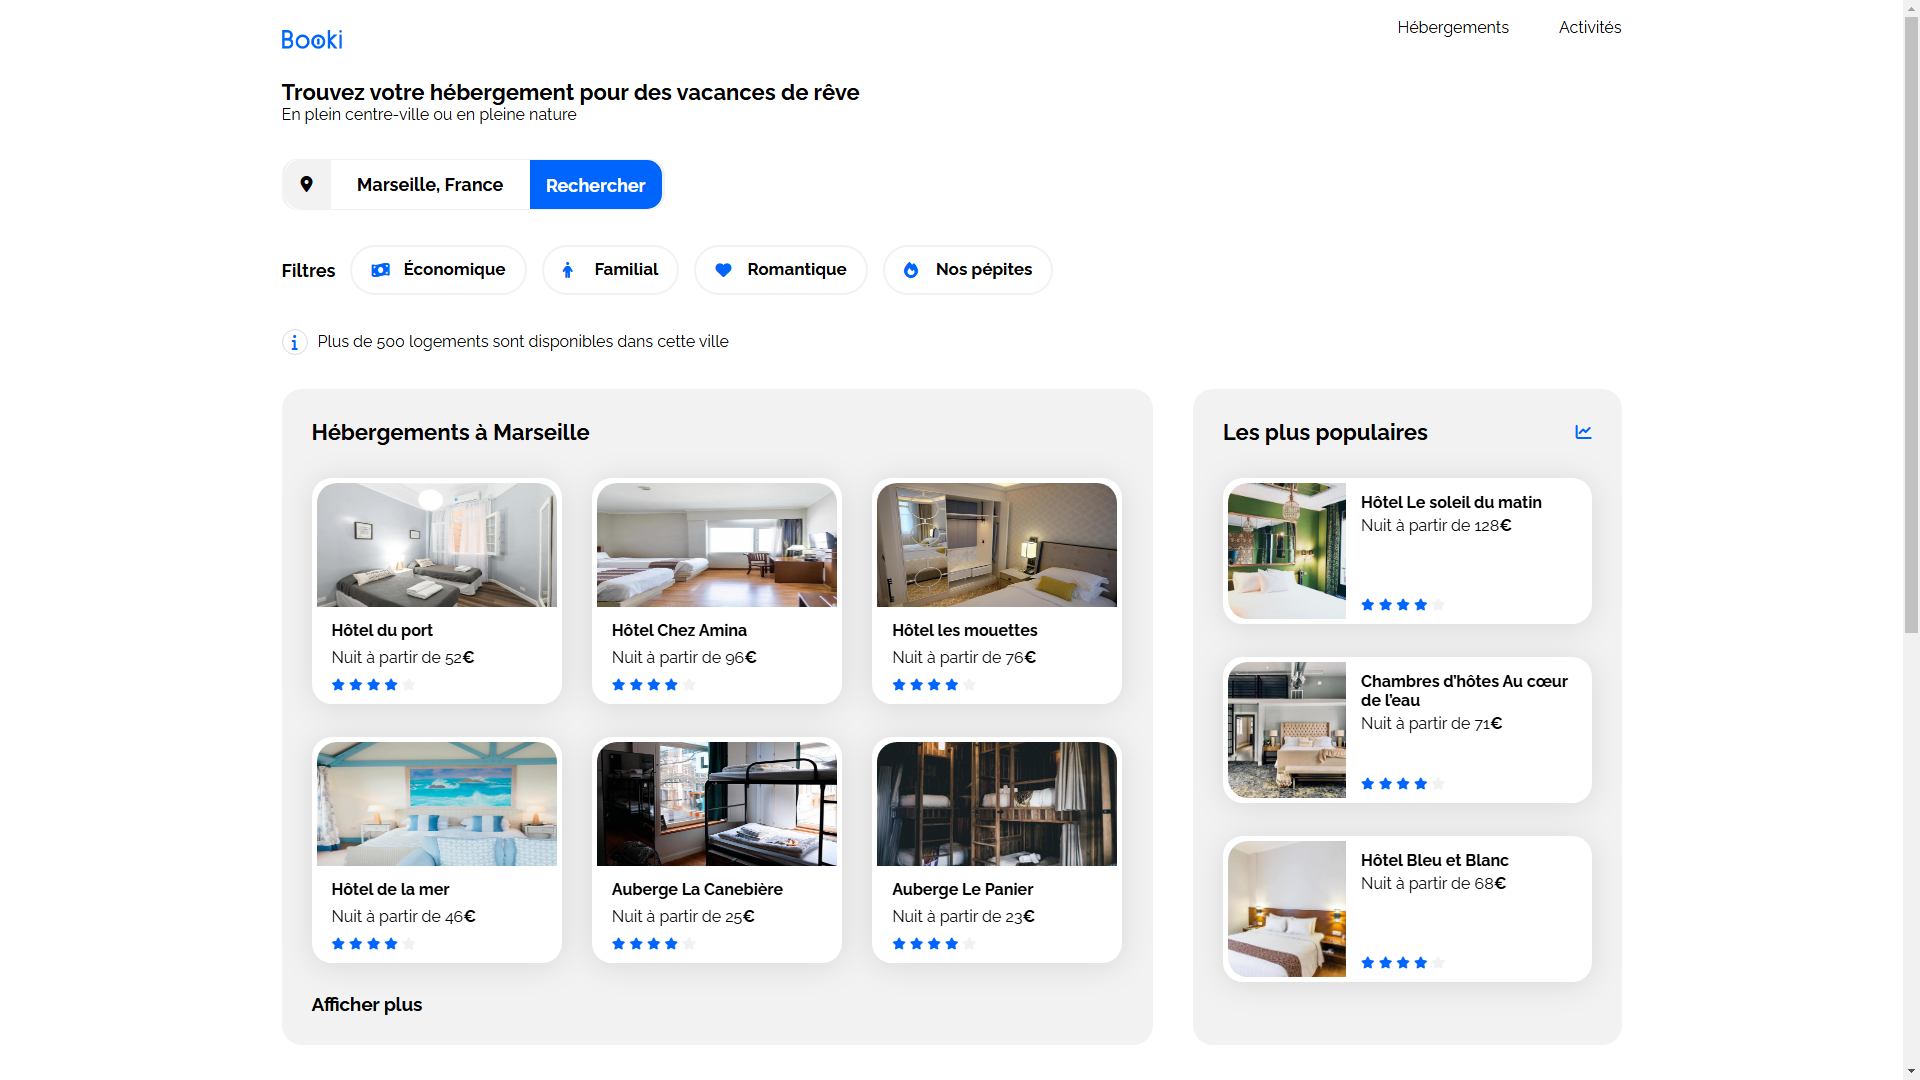 Booki
Hébergements
Activités
Trouvez votre hébergement pour des vacances de rêve
En plein centre-ville ou en pleine nature
Marseille, France
Rechercher
Filtres
Économique
Familial
Romantique
Nos pépites
Plus de 500 logements sont disponibles dans cette ville
Hébergements à Marseille
Hôtel du port
Nuit à partir de 52€
Hôtel Chez Amina
Nuit à partir de 96€
Hôtel les mouettes
Nuit à partir de 76€
Hôtel de la mer
Nuit à partir de 46€
Auberge La Canebière
Nuit à partir de 25€
Auberge Le Panier
Nuit à partir de 23€
Afficher plus
Les plus populaires
Hôtel Le soleil du matin
Nuit à partir de 128€
Chambres d’hôtes Au cœur
de l’eau
Nuit à partir de 71€
Hôtel Bleu et Blanc
Nuit à partir de 68€